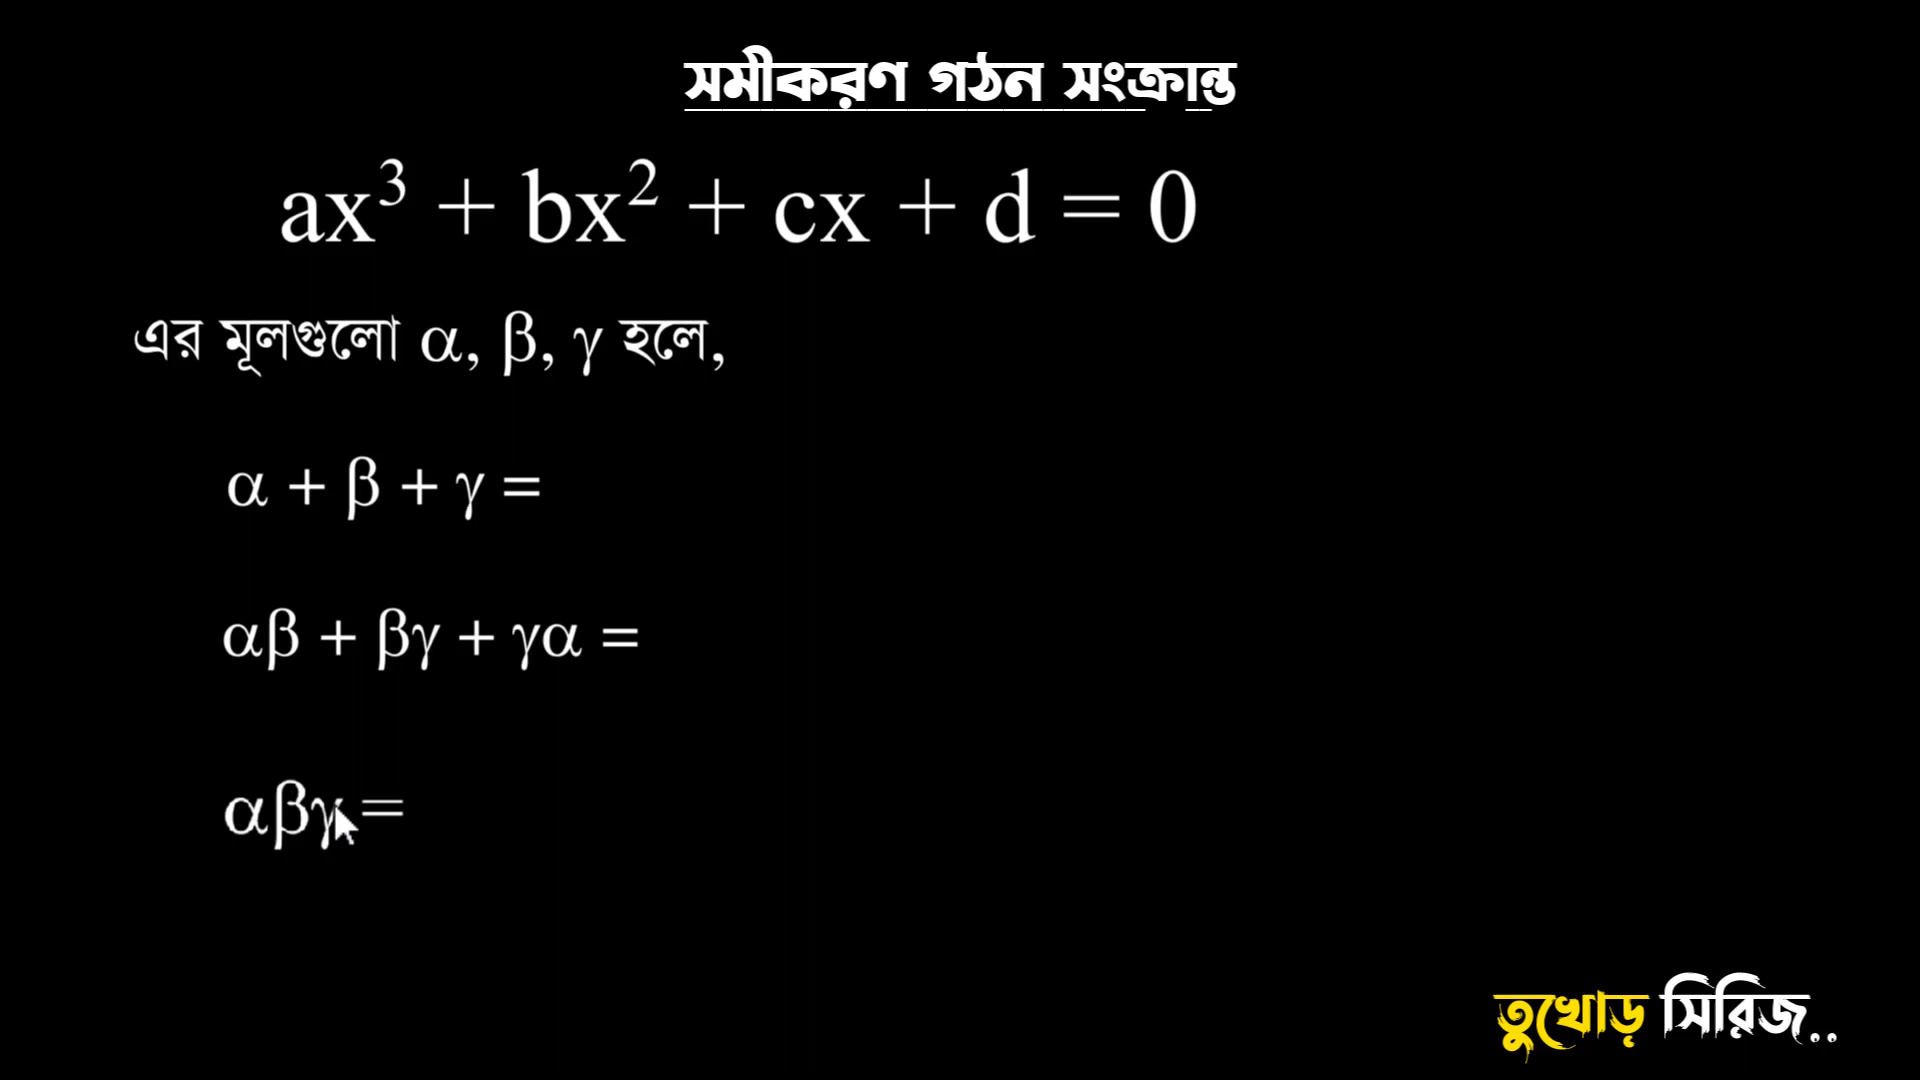 সমীকরণ গঠন সংক্রান্ত
ax³ + bx² + cx + d = 0
এর মূলগুলো α, β, γ হলে,
α + β + γ =
αβ + βγ + γα =
αβγ =
তুখোড় সিরিজ..